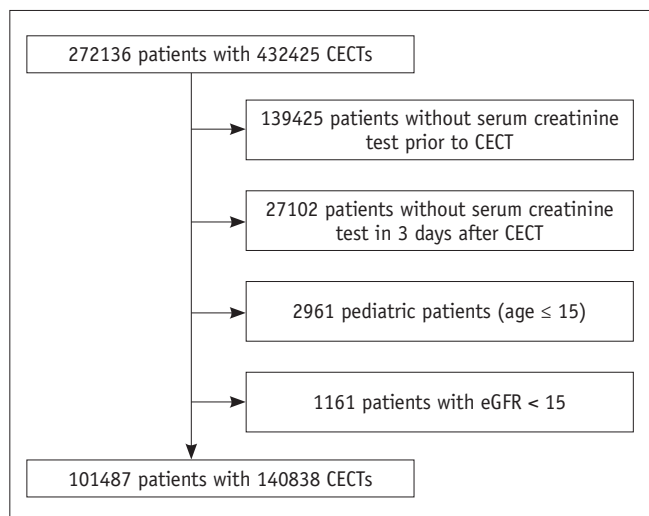 272136 patients with 432425 CECTs
139425 patients without serum creatinine
test prior to CECT
27102 patients without serum creatinine
test in 3 days after CECT
2961 pediatric patients (age ≤ 15)
1161 patients with eGFR < 15
101487 patients with 140838 CECTs